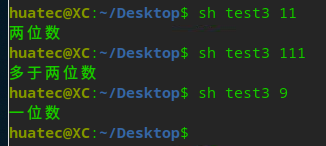 huatec@XC:~/Desktop$ sh test3 11
两位数
huatec@XC:~/Desktop$ sh test3 111
多于两位数
huatec@XC:~/Desktop$ sh test3 9
一位数
huatec@XC:~/Desktop$